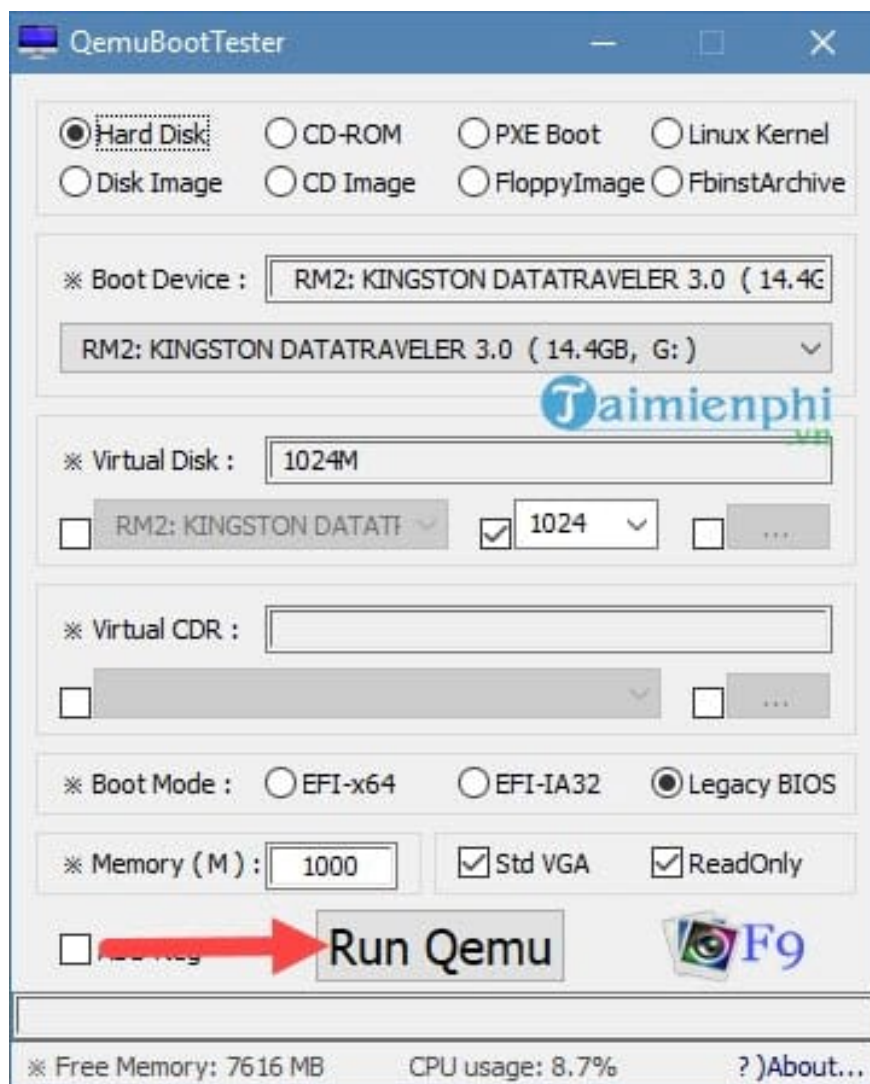 QemuBootTester
Hard Disk CD-ROM PXE Boot Linux Kernel
Disk Image CD Image FloppyImage FbinstArchive
※ Boot Device : RM2: KINGSTON DATATRAVELER 3.0 ( 14.4G
RM2: KINGSTON DATATRAVELER 3.0 ( 14.4GB, G: )
Taimienphi
.vn
※ Virtual Disk : 1024M
RM2: KINGSTON DATATF 1024 ...
※ Virtual CDR :
...
※ Boot Mode : EFI-x64 EFI-IA32 Legacy BIOS
※ Memory ( M ) : 1000 Std VGA ReadOnly
Run Qemu F9
※ Free Memory: 7616 MB CPU usage: 8.7% ? )About...